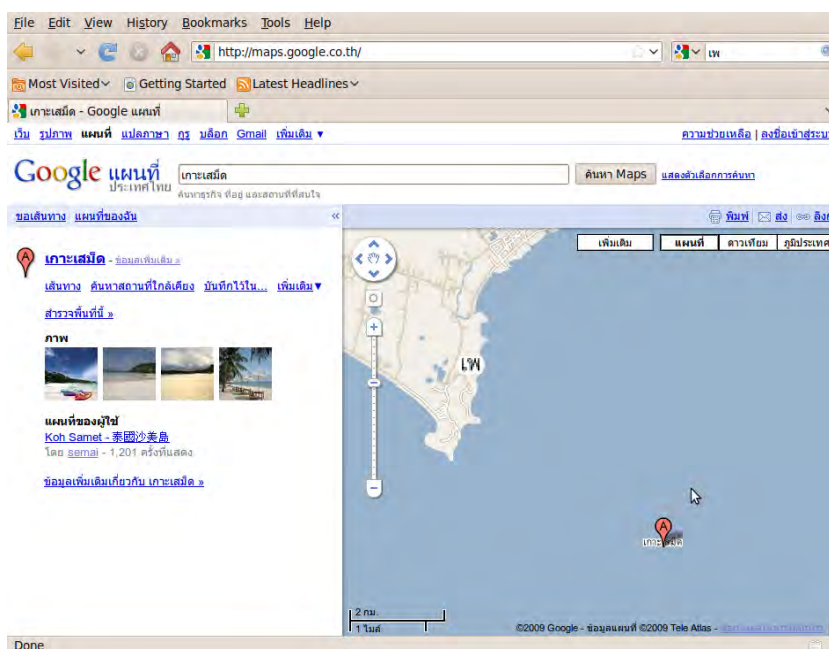 File Edit View History Bookmarks Tools Help
http://maps.google.co.th/ เพ
Most Visited Getting Started Latest Headlines
เกาะเสม็ด - Google แผนที่
เว็บ รูปภาพ แผนที่ แปลภาษา กูรู บล็อก Gmail เพิ่มเติม ▼ ความช่วยเหลือ | ลงชื่อเข้าสู่ระบบ
Google แผนที่ ประเทศไทย เกาะเสม็ด ค้นหา Maps แสดงตัวเลือกการค้นหา
ค้นหาธุรกิจ ที่อยู่ และสถานที่ที่สนใจ
ขอเส้นทาง แผนที่ของฉัน « พิมพ์ ส่ง
เพิ่มเติม แผนที่ ดาวเทียม ภูมิประเทศ
A เกาะเสม็ด - ข้อมูลเพิ่มเติม »
เส้นทาง ค้นหาสถานที่ใกล้เคียง บันทึกไว้ใน... เพิ่มเติม▼
สำรวจพื้นที่นี้ »
ภาพ
แผนที่ของผู้ใช้
Koh Samet - 泰國沙美島
โดย semai - 1,201 ครั้งที่แสดง
ข้อมูลเพิ่มเติมเกี่ยวกับ เกาะเสม็ด »
เพ
A
เกาะเสม็ด
2 กม.
1 ไมล์
©2009 Google - ข้อมูลแผนที่ ©2009 Tele Atlas -
Done